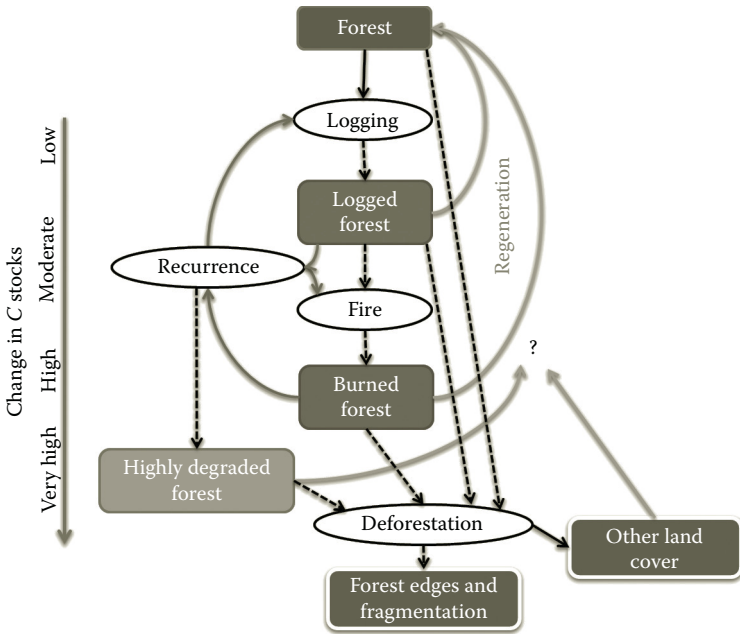 Forest
Logging
Low
Logged
forest
Regeneration
Moderate
Recurrence
Change in C stocks
Fire
?
High
Burned
forest
Very high
Highly degraded
forest
Deforestation
Other land
cover
Forest edges and
fragmentation